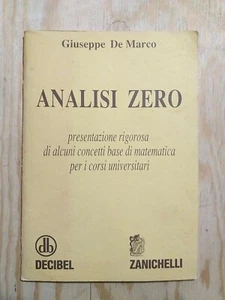 Giuseppe De Marco
ANALISI ZERO
presentazione rigorosa
di alcuni concetti base di matematica
per i corsi universitari
db
DECIBEL
ZANICHELLI